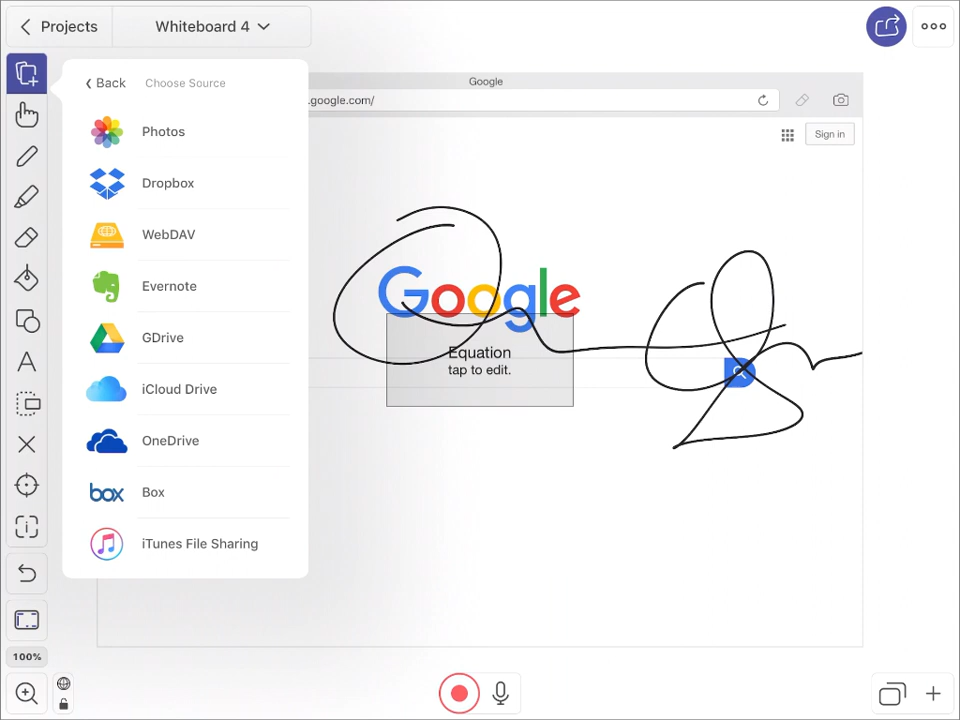 Projects
Whiteboard 4
Back
Choose Source
Photos
Dropbox
WebDAV
Evernote
GDrive
iCloud Drive
OneDrive
box
Box
iTunes File Sharing
Google
.google.com/
Sign in
Google
Equation
tap to edit.
A
100%